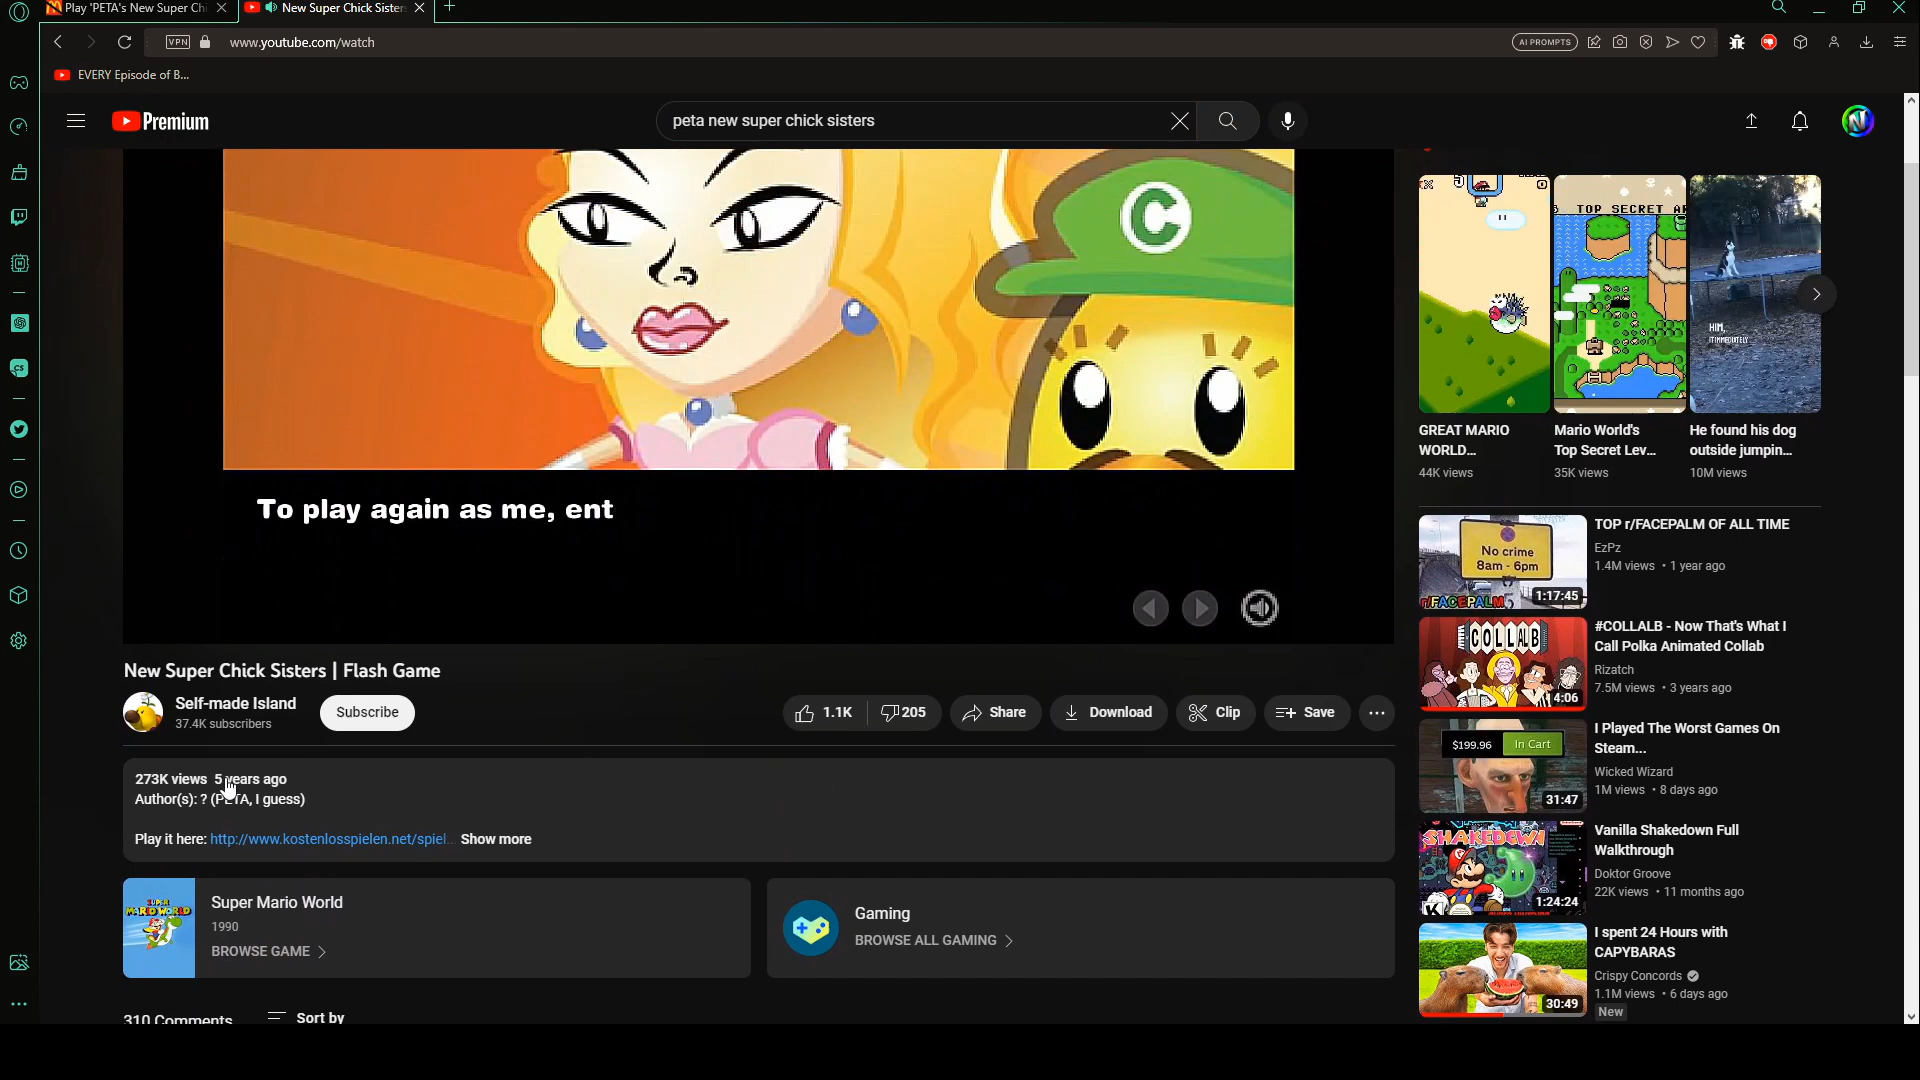 Play 'PETA's New Super Ch
New Super Chick Sister
VPN
www.youtube.com/watch
AI PROMPTS
EVERY Episode of B...
Premium
peta new super chick sisters
N
C
To play again as me, ent
TOP SECRET AR
HIM,
GREAT MARIO
WORLD...
44K views
Mario World's
Top Secret Lev...
35K views
He found his dog
outside jumpin...
10M views
New Super Chick Sisters | Flash Game
Self-made Island
37.4K subscribers
Subscribe
1.1K
205
Share
Download
Clip
Save
273K views 5 years ago
Author(s): ? (PETA, I guess)
Play it here: http://www.kostenlosspielen.net/spiel... Show more
SUPER
MARIO WORLD
Super Mario World
1990
BROWSE GAME
Gaming
BROWSE ALL GAMING
310 Comments
Sort by
No crime
8am - 6pm
r/FACEPALM
1:17:45
TOP r/FACEPALM OF ALL TIME
EzPz
1.4M views • 1 year ago
COLLALB
4:06
#COLLALB - Now That's What I
Call Polka Animated Collab
Rizatch
7.5M views • 3 years ago
$199.96
In Cart
31:47
I Played The Worst Games On
Steam...
Wicked Wizard
1M views • 8 days ago
SHAKEDOWN
1:24:24
Vanilla Shakedown Full
Walkthrough
Doktor Groove
22K views • 11 months ago
30:49
I spent 24 Hours with
CAPYBARAS
Crispy Concords
1.1M views • 6 days ago
New